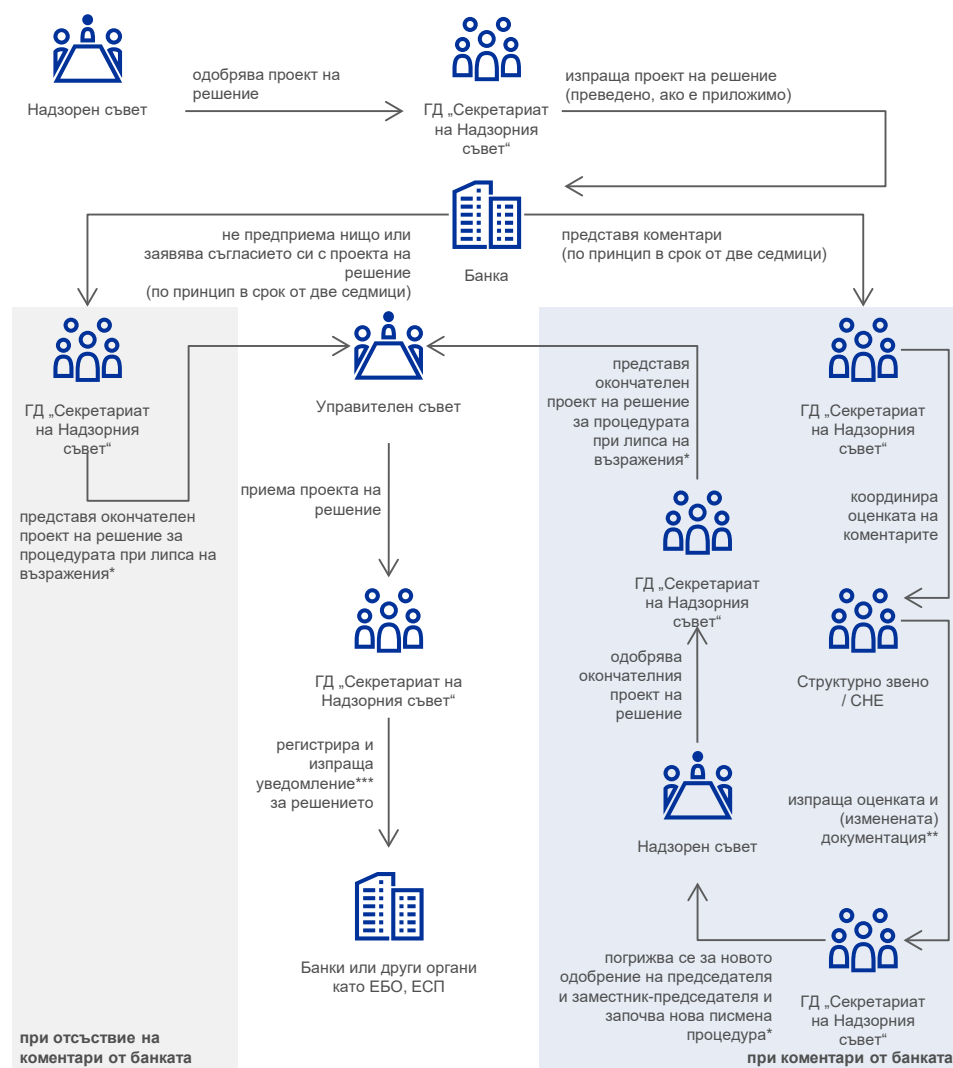 одобрява проект на
решение
Надзорен съвет
ГД „Секретариат
на Надзорния
съвет“
изпраща проект на решение
(преведено, ако е приложимо)
Банка
не предприема нищо или
заявява съгласието си с проекта на
решение
(по принцип в срок от две седмици)
представя коментари
(по принцип в срок от две седмици)
ГД „Секретариат
на Надзорния
съвет“
представя окончателен
проект на решение за
процедурата при липса на
възражения*
при отсъствие на
коментари от банката
Управителен съвет
приема проекта на
решение
ГД „Секретариат на
Надзорния съвет“
регистрира и
изпраща
уведомление***
за решението
Банки или други органи
като ЕБО, ЕСП
представя
окончателен
проект на решение
за процедурата
при липса на
възражения*
ГД „Секретариат
на Надзорния
съвет“
одобрява
окончателния
проект на
решение
Надзорен съвет
погрижва се за новото
одобрение на председателя
и заместник-председателя и
започва нова писмена
процедура*
ГД „Секретариат
на Надзорния
съвет“
координира
оценката на
коментарите
Структурно звено
/ СНЕ
изпраща оценката и
(изменената)
документация**
ГД „Секретариат
на Надзорния
съвет“
при коментари от банката